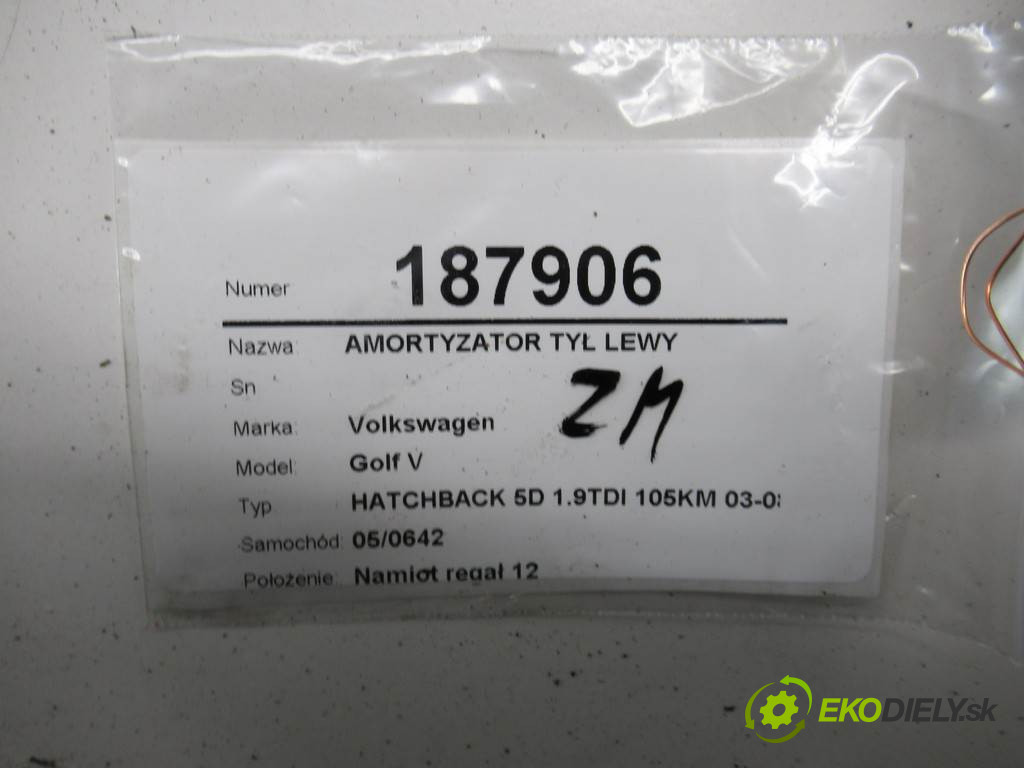 Numer 187906
Nazwa: AMORTYZATOR TYŁ LEWY
Sn
ZM
Marka: Volkswagen
Model: Golf V
Typ HATCHBACK 5D 1.9TDI 105KM 03-0
Samochód: 05/0642
Położenie: Namiot regał 12
EKODIELY.sk